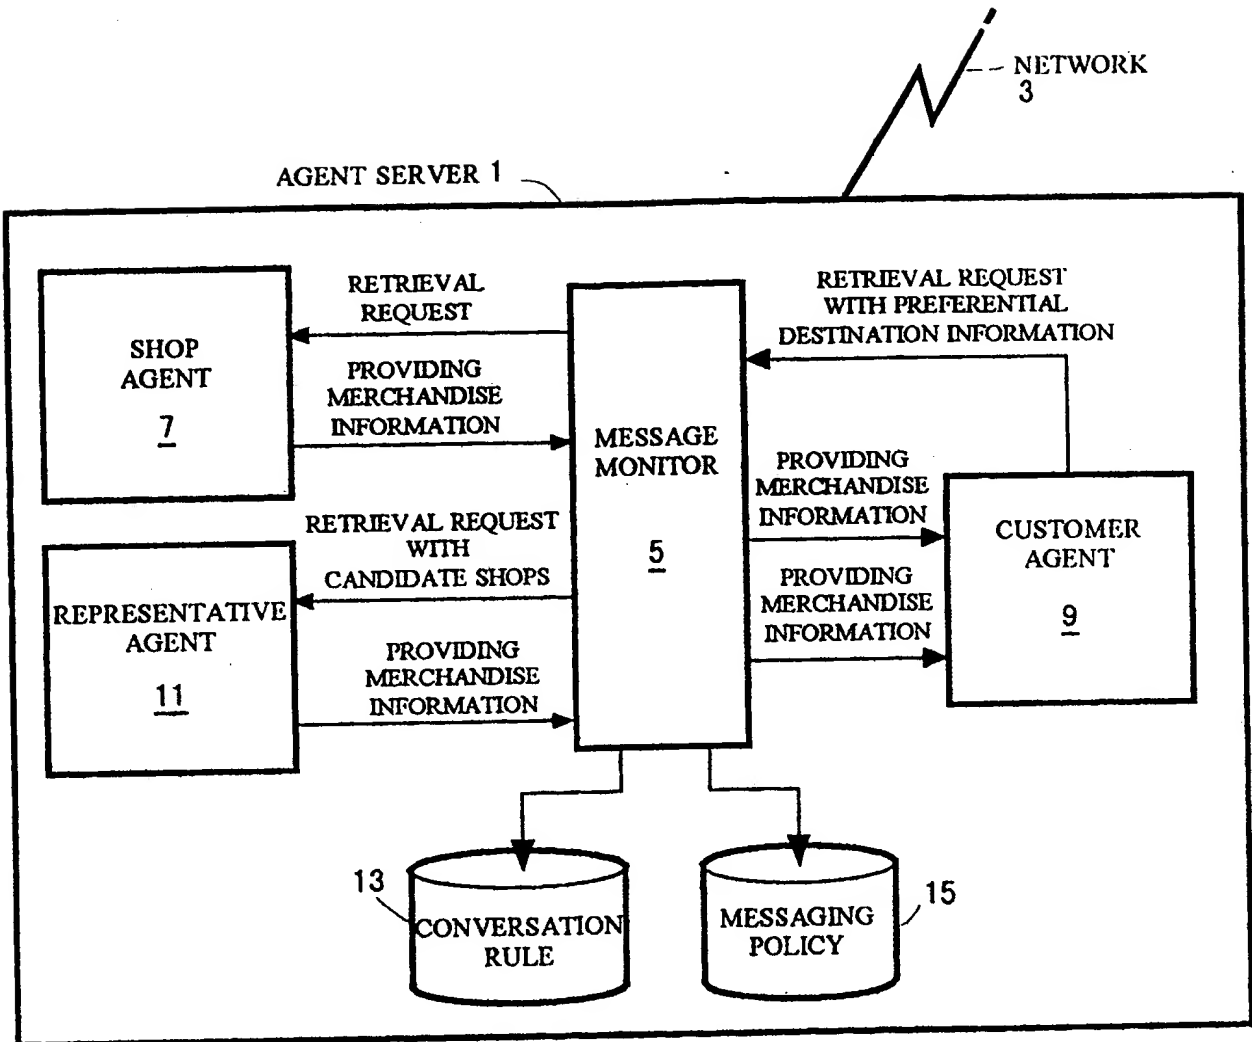 NETWORK
3
AGENT SERVER 1
RETRIEVAL
REQUEST
RETRIEVAL REQUEST
WITH PREFERENTIAL
DESTINATION INFORMATION
SHOP
AGENT
7
PROVIDING
MERCHANDISE
INFORMATION
MESSAGE
MONITOR
5
PROVIDING
MERCHANDISE
INFORMATION
CUSTOMER
AGENT
9
RETRIEVAL REQUEST
WITH
CANDIDATE SHOPS
PROVIDING
MERCHANDISE
INFORMATION
REPRESENTATIVE
AGENT
11
PROVIDING
MERCHANDISE
INFORMATION
13
CONVERSATION
RULE
MESSAGING
POLICY
15